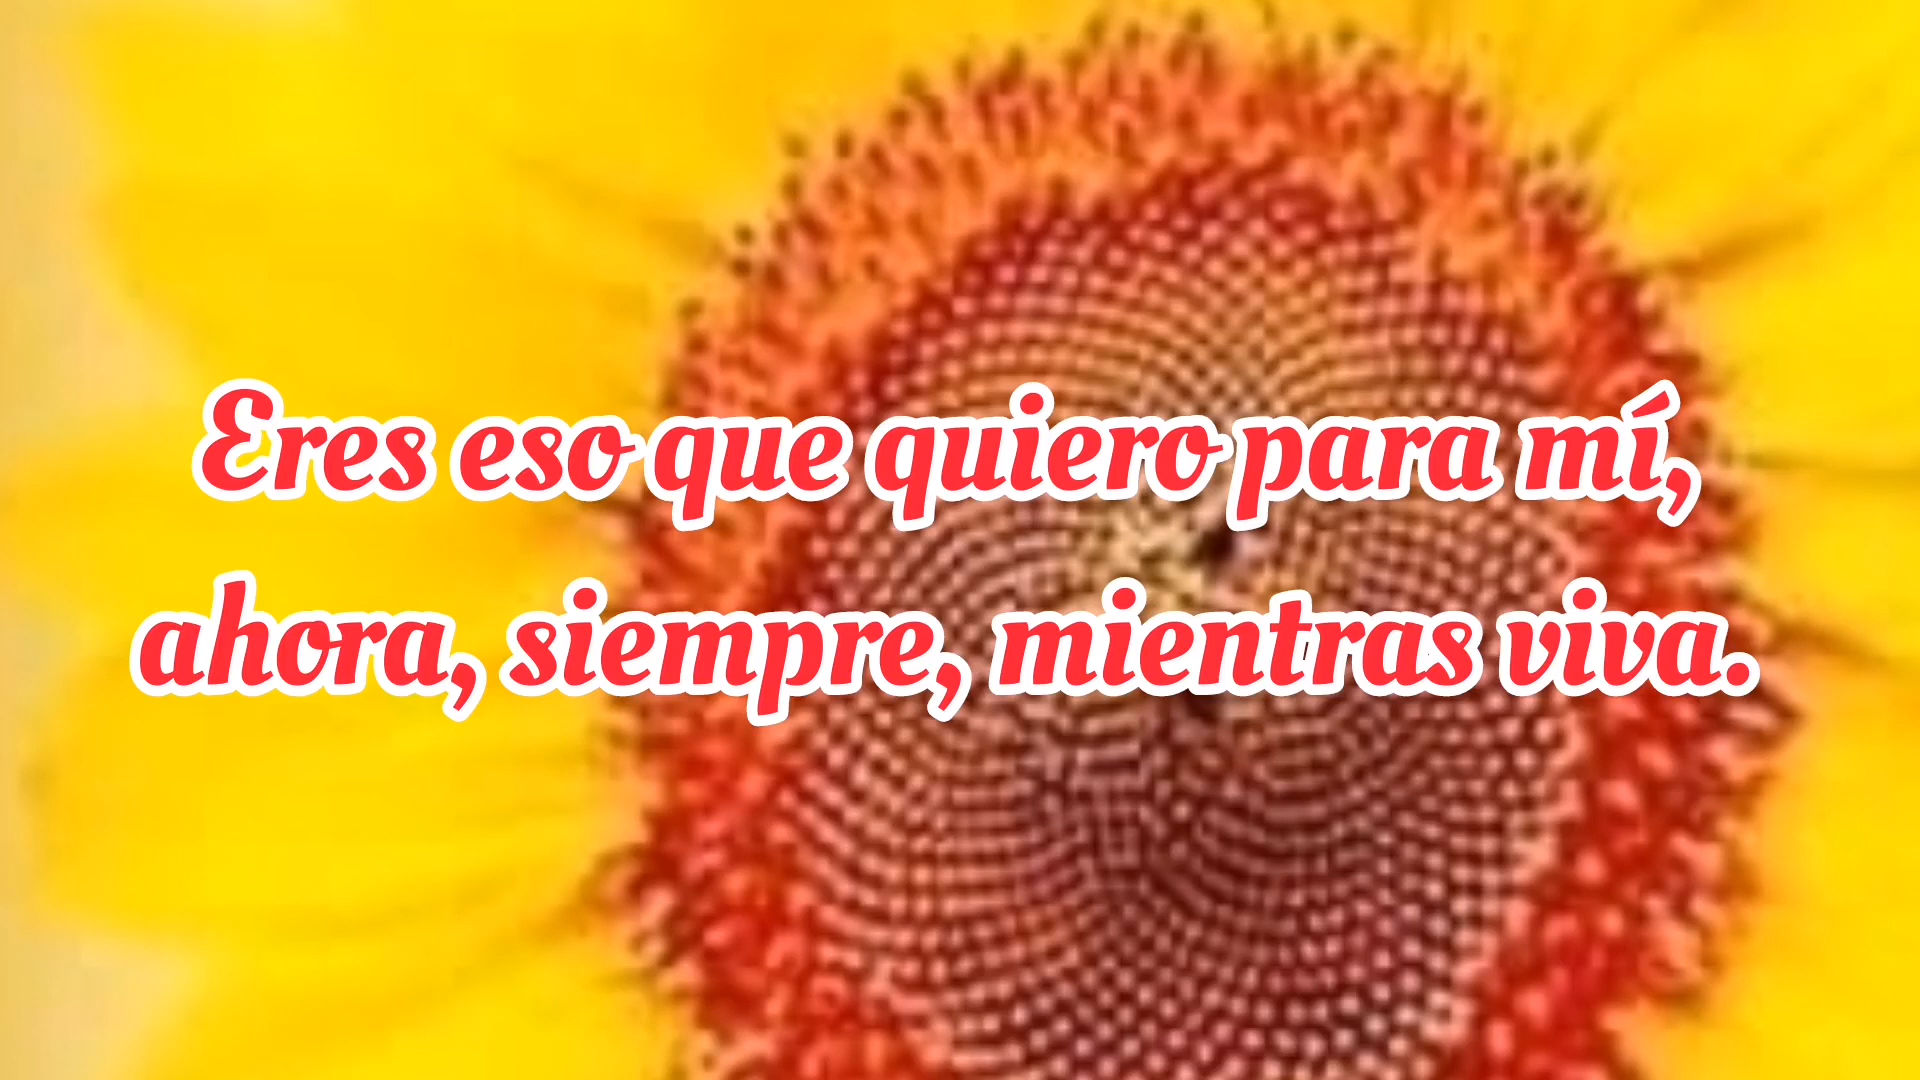 Eres eso que quiero para mí,
ahora, siempre, mientras viva.